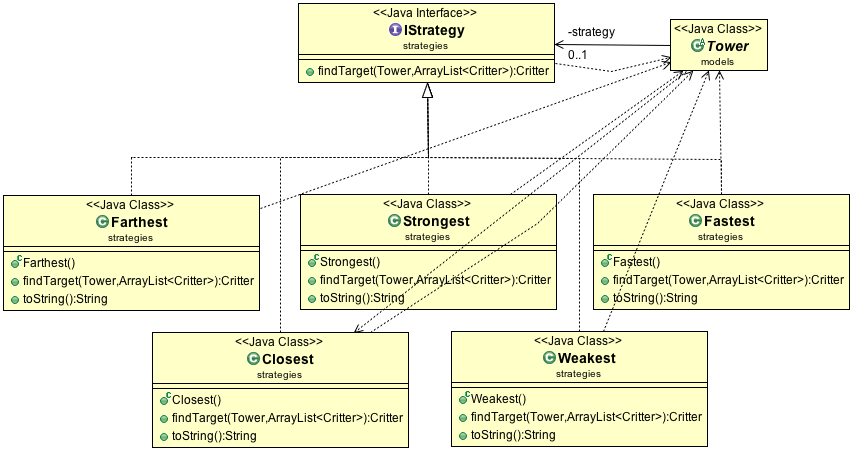 <<Java Interface>>
IStrategy
strategies
findTarget(Tower,ArrayList<Critter>):Critter
-strategy
0..1
<<Java Class>>
Tower
models
<<Java Class>>
Farthest
strategies
Farthest()
findTarget(Tower,ArrayList<Critter>):Critter
toString():String
<<Java Class>>
Strongest
strategies
Strongest()
findTarget(Tower,ArrayList<Critter>):Critter
toString():String
<<Java Class>>
Fastest
strategies
Fastest()
findTarget(Tower,ArrayList<Critter>):Critter
toString():String
<<Java Class>>
Closest
strategies
Closest()
findTarget(Tower,ArrayList<Critter>):Critter
toString():String
<<Java Class>>
Weakest
strategies
Weakest()
findTarget(Tower,ArrayList<Critter>):Critter
toString():String